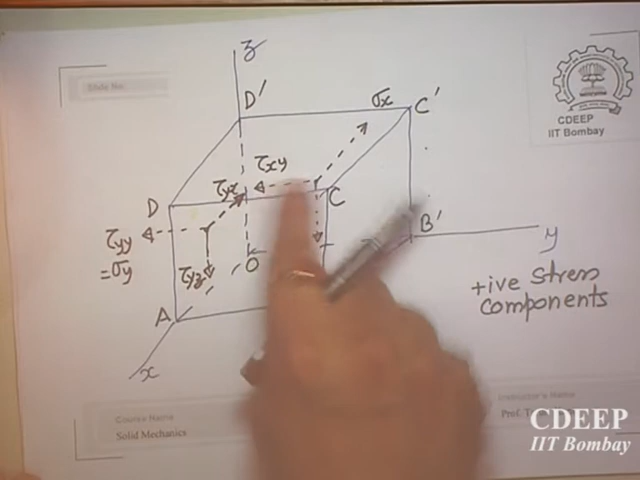 Slide No.
z
D'
σx
C'
CDEEP
IIT Bombay
τxy
τyx
D
C
τyy
=σy
τyz
O
B'
y
+ive stress
components
A
x
Course Name
Solid Mechanics
Instructor's Name
Prof.
CDEEP
IIT Bombay